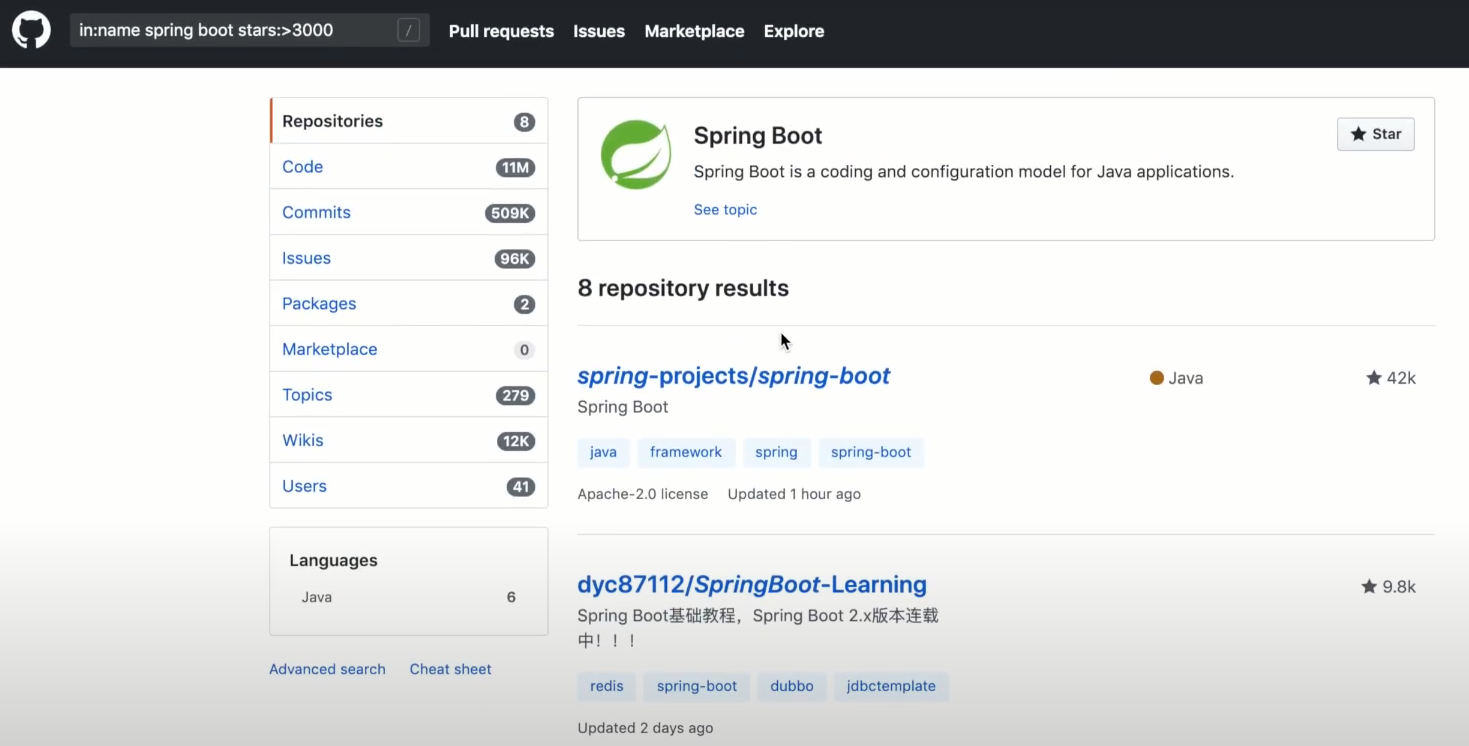 in:name spring boot stars:>3000 /
Pull requests Issues Marketplace Explore
Repositories 8
Code 11M
Commits 509K
Issues 96K
Packages 2
Marketplace 0
Topics 279
Wikis 12K
Users 41
Languages
Java 6
Advanced search Cheat sheet
Spring Boot
Star
Spring Boot is a coding and configuration model for Java applications.
See topic
8 repository results
spring-projects/spring-boot
Java
42k
Spring Boot
java framework spring spring-boot
Apache-2.0 license Updated 1 hour ago
dyc87112/SpringBoot-Learning
9.8k
Spring Boot基础教程，Spring Boot 2.x版本连载
中！！！
redis spring-boot dubbo jdbctemplate
Updated 2 days ago